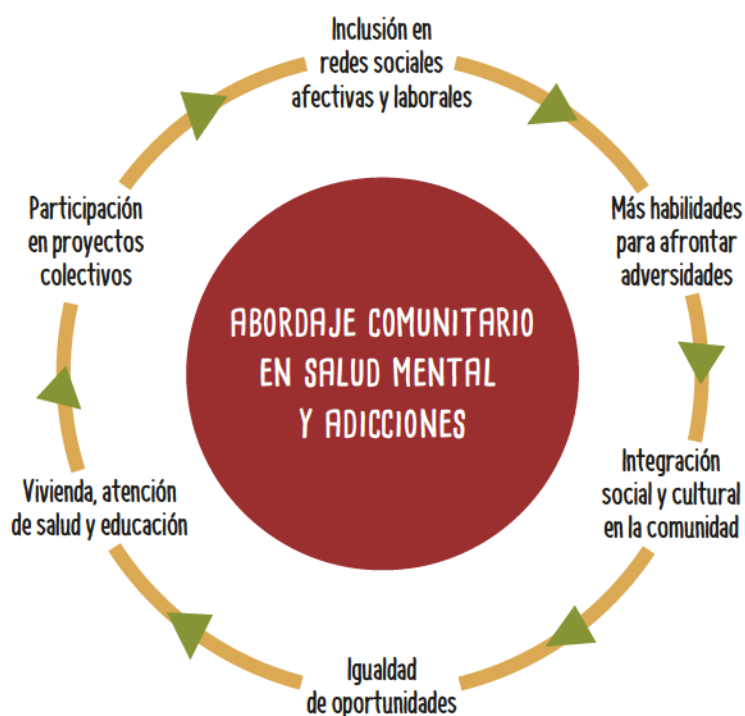 Inclusión en
redes sociales
afectivas y laborales
Más habilidades
para afrontar
adversidades
Integración
social y cultural
en la comunidad
Igualdad
de oportunidades
Vivienda, atención
de salud y educación
Participación
en proyectos
colectivos
ABORDAJE COMUNITARIO
EN SALUD MENTAL
Y ADICCIONES